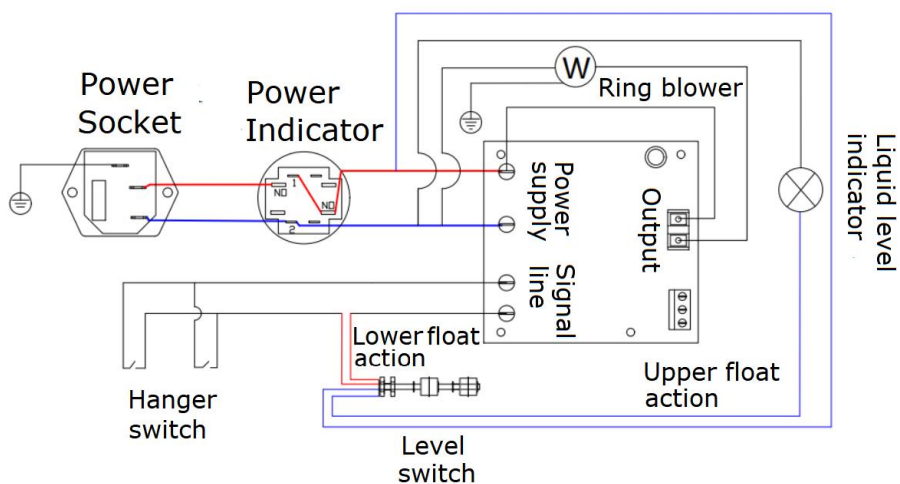 Power
Socket
Power
Indicator
W
Ring blower
Liquid level
indicator
NO
1
NO
2
Power
supply
Output
Signal
line
Lower float
action
Upper float
action
Hanger
switch
Level
switch